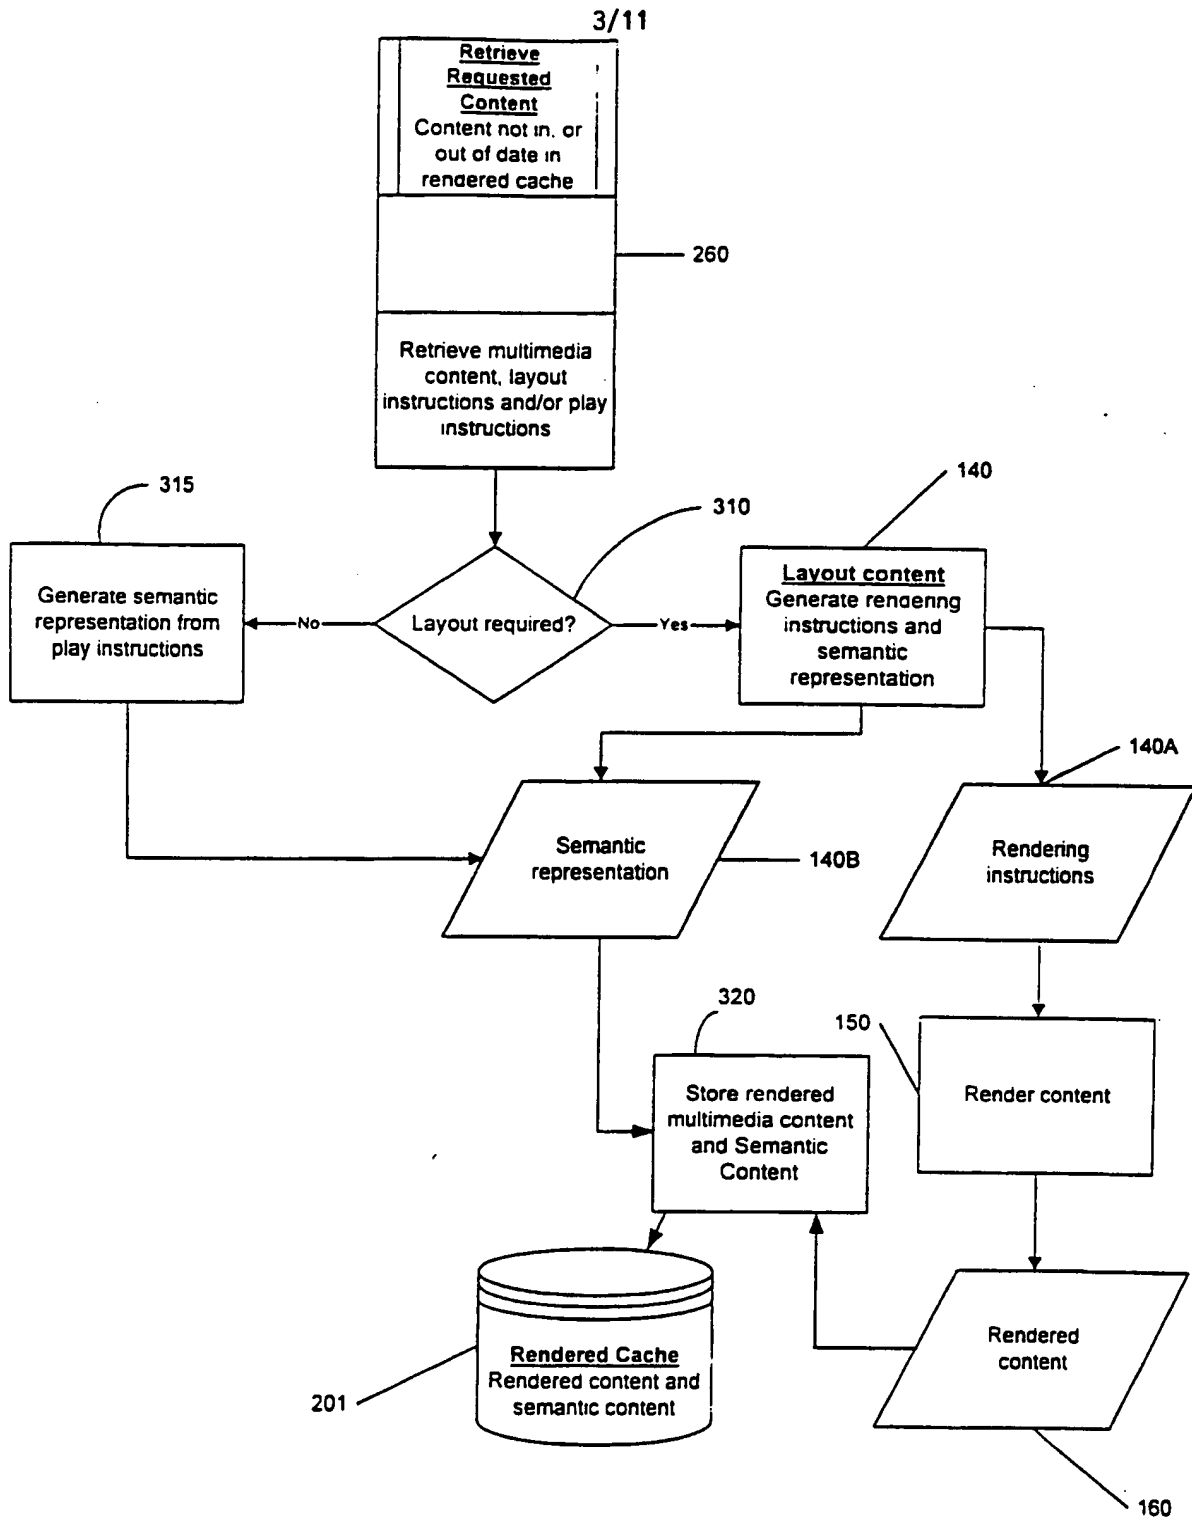 3/11
Retrieve
Requested
Content
Content not in, or
out of date in
rendered cache
260
Retrieve multimedia
content, layout
instructions and/or play
instructions
315
140
310
Generate semantic
representation from
play instructions
No
Layout required?
Yes
Layout content
Generate rendering
instructions and
semantic
representation
140A
Semantic
representation
140B
Rendering
instructions
320
150
Store rendered
multimedia content
and Semantic
Content
Render content
Rendered Cache
Rendered content and
semantic content
201
Rendered
content
160